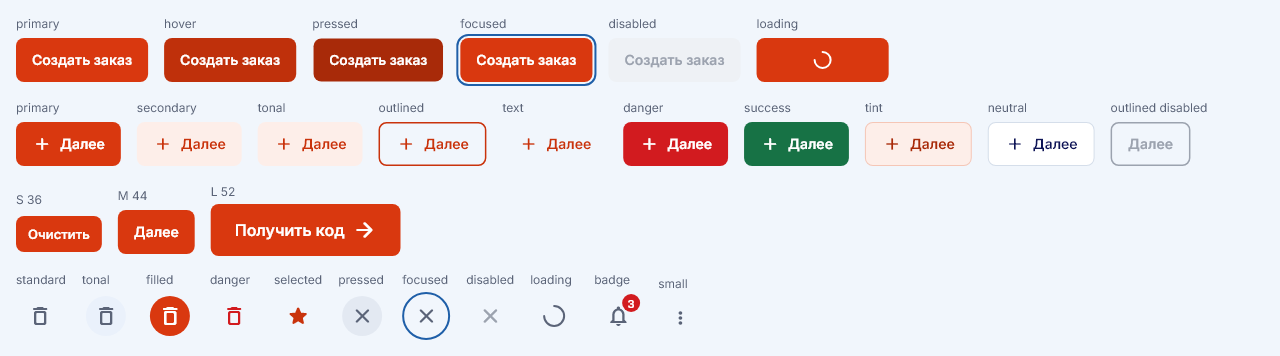 primary hover pressed focused disabled loading
Создать заказ Создать заказ Создать заказ Создать заказ Создать заказ
primary secondary tonal outlined text danger success tint neutral outlined disabled
+ Далее + Далее + Далее + Далее + Далее + Далее + Далее + Далее + Далее Далее
S 36 M 44 L 52
Очистить Далее Получить код →
standard tonal filled danger selected pressed focused disabled loading badge small
3